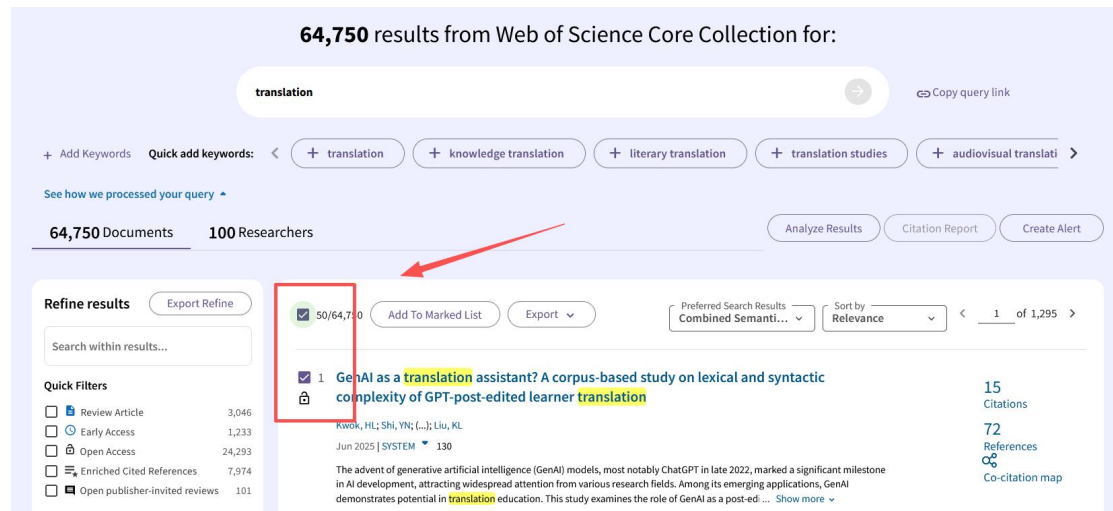 64,750 results from Web of Science Core Collection for:
translation
Copy query link
+ Add Keywords Quick add keywords: + translation + knowledge translation + literary translation + translation studies + audiovisual translati
See how we processed your query
64,750 Documents 100 Researchers
Analyze Results Citation Report Create Alert
Refine results Export Refine
50/64,750 Add To Marked List Export
Preferred Search Results Combined Semanti... Sort by Relevance
1 of 1,295
Search within results...
Quick Filters
Review Article 3,046
Early Access 1,233
Open Access 24,293
Enriched Cited References 7,974
Open publisher-invited reviews 101
1 GenAI as a translation assistant? A corpus-based study on lexical and syntactic
complexity of GPT-post-edited learner translation
Kwok, HL; Shi, YN; (...); Liu, KL
Jun 2025 | SYSTEM 130
The advent of generative artificial intelligence (GenAI) models, most notably ChatGPT in late 2022, marked a significant milestone
in AI development, attracting widespread attention from various research fields. Among its emerging applications, GenAI
demonstrates potential in translation education. This study examines the role of GenAI as a post-edi ... Show more
15
Citations
72
References
Co-citation map